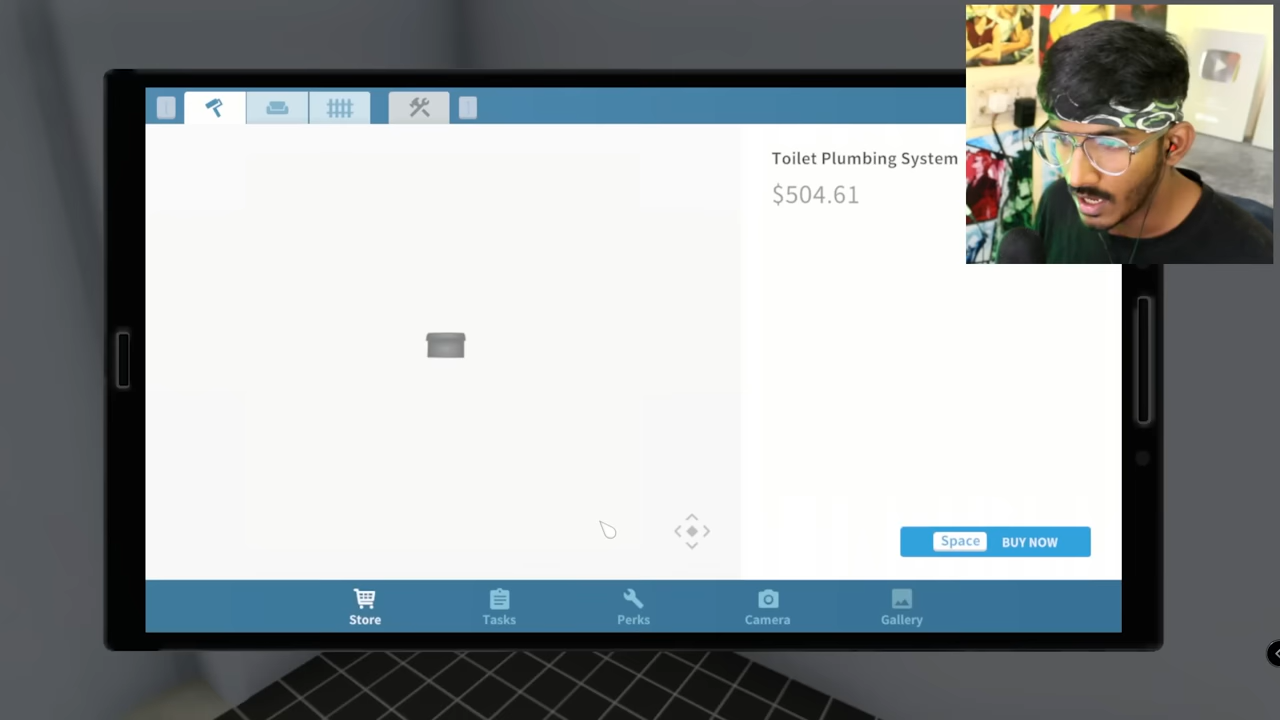 Toilet Plumbing System
$504.61
Space BUY NOW
Store Tasks Perks Camera Gallery